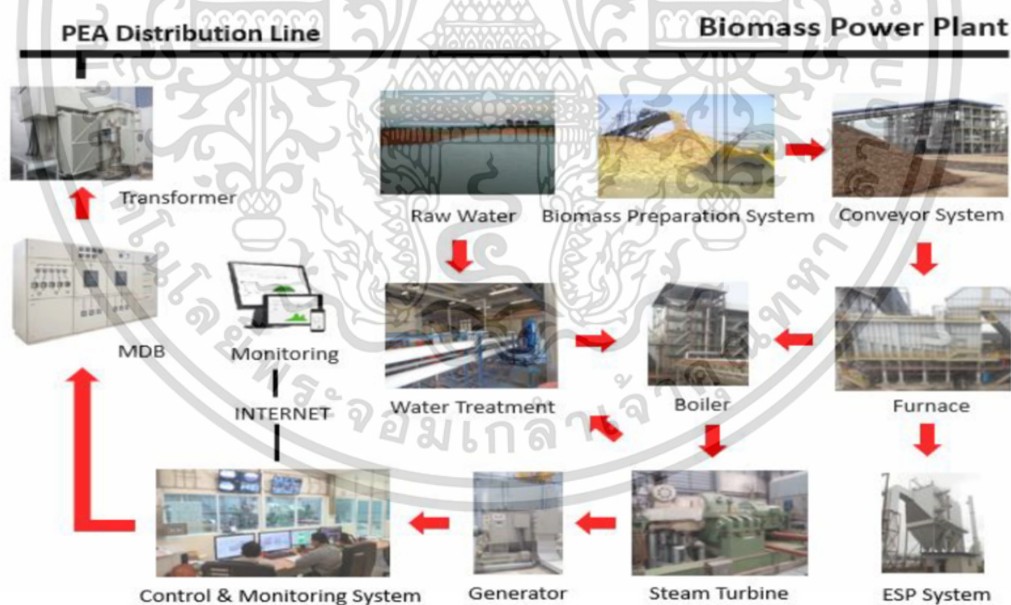 PEA Distribution Line
Biomass Power Plant
Transformer
Raw Water
Biomass Preparation System
Conveyor System
MDB
Monitoring
INTERNET
Water Treatment
Boiler
Furnace
Control & Monitoring System
Generator
Steam Turbine
ESP System